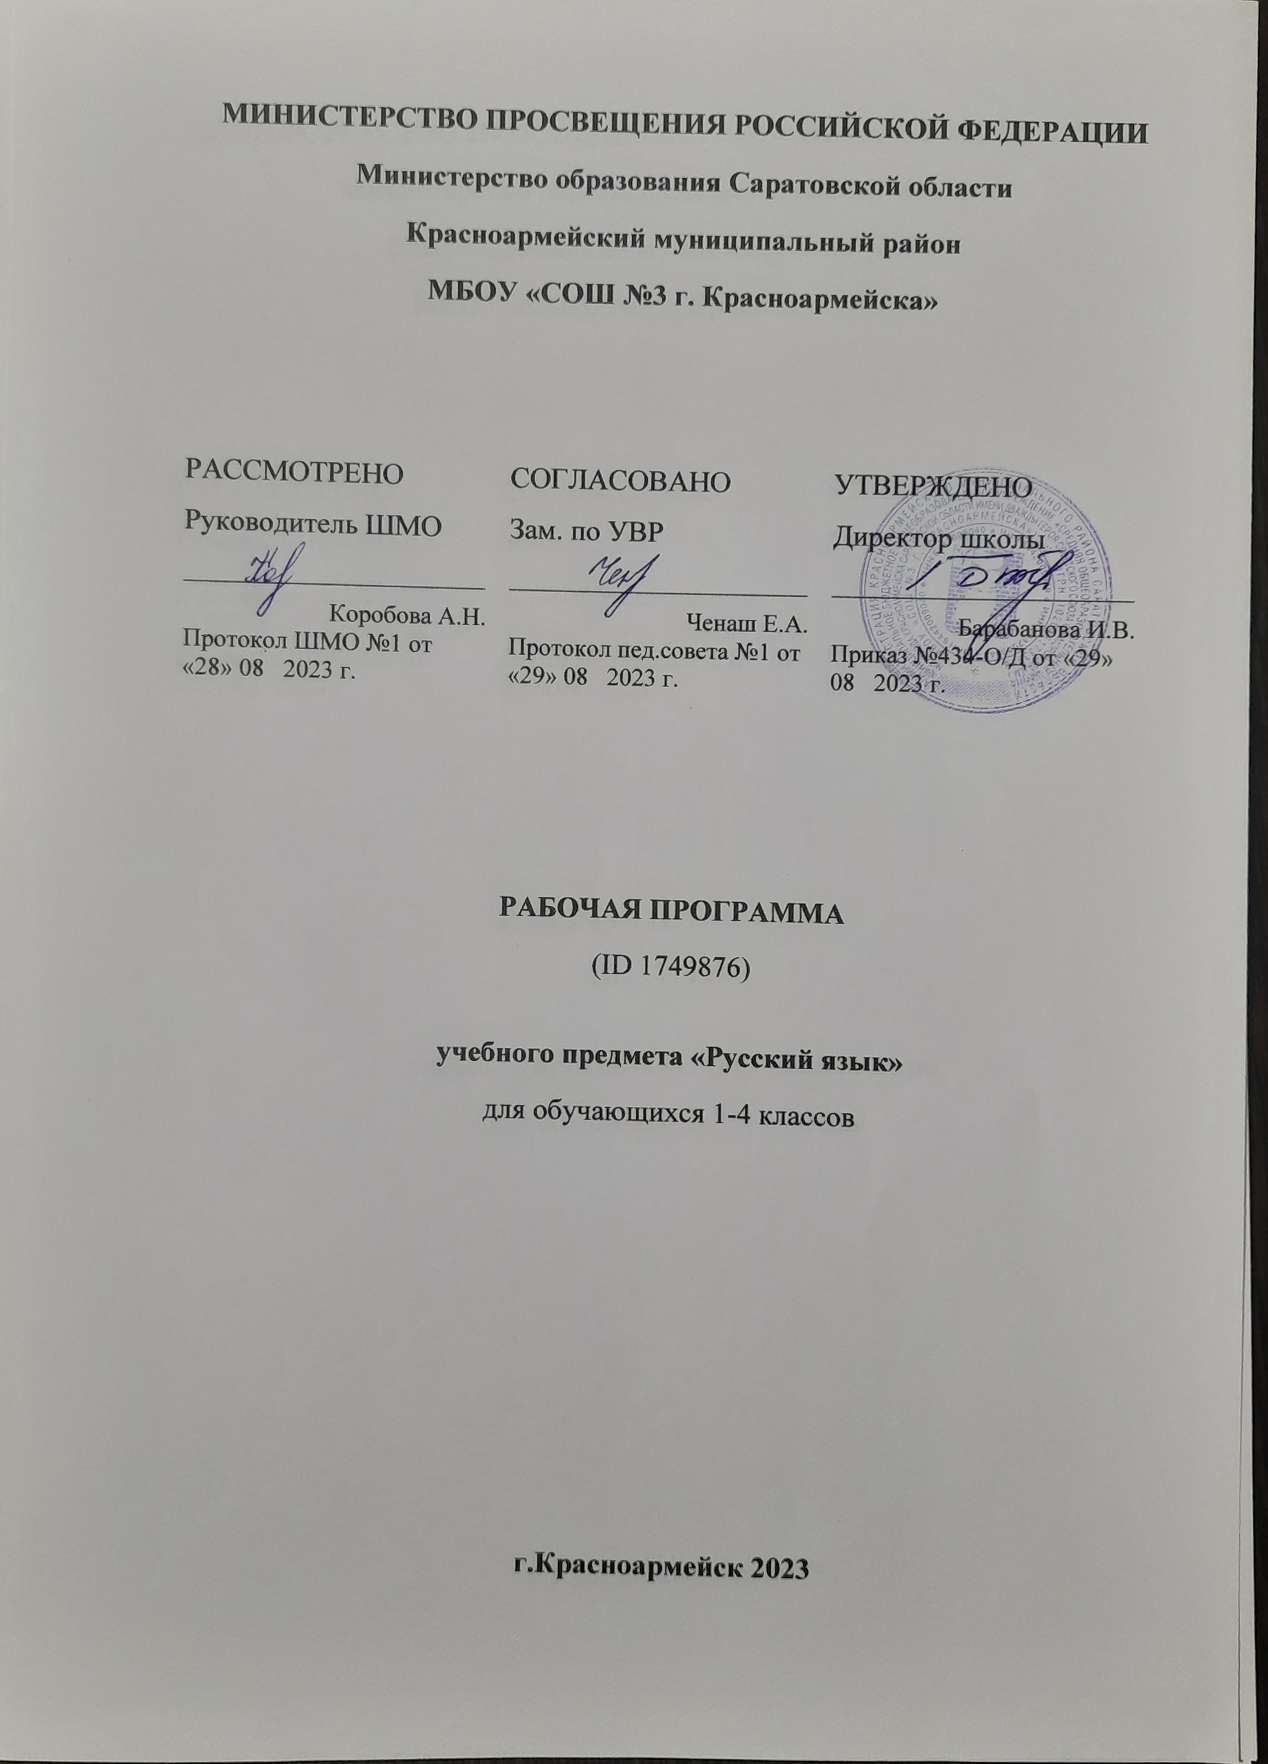 МИНИСТЕРСТВО ПРОСВЕЩЕНИЯ РОССИЙСКОЙ ФЕДЕРАЦИИ
Министерство образования Саратовской области
Красноармейский муниципальный район
МБОУ «СОШ №3 г. Красноармейска»
РАССМОТРЕНО
Руководитель ШМО
Коробова А.Н.
Протокол ШМО №1 от
«28» 08 2023 г.
СОГЛАСОВАНО
Зам. по УВР
Ченаш Е.А.
Протокол пед.совета №1 от
«29» 08 2023 г.
УТВЕРЖДЕНО
Директор школы
Барабанова И.В.
Приказ №434-О/Д от «29»
08 2023 г.
РАБОЧАЯ ПРОГРАММА
(ID 1749876)
учебного предмета «Русский язык»
для обучающихся 1-4 классов
г.Красноармейск 2023